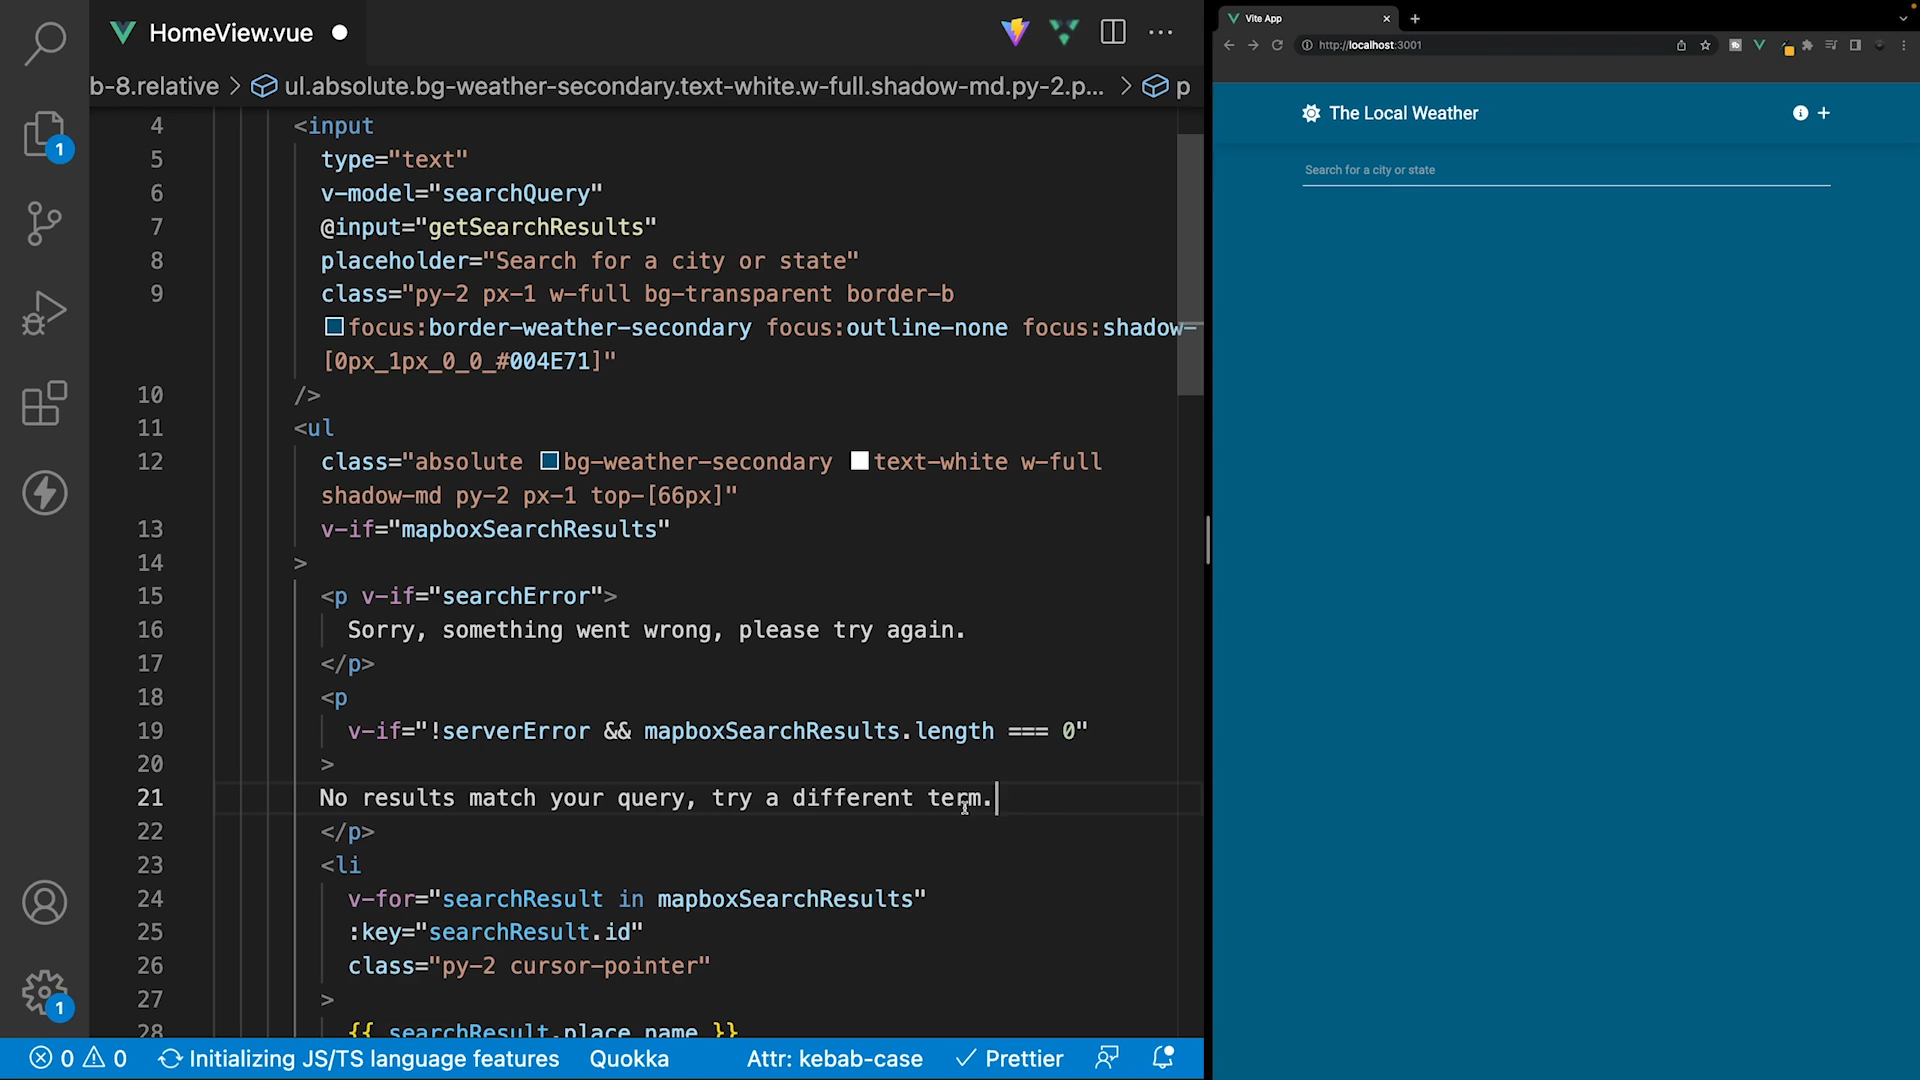 HomeView.vue
b-8.relative > ul.absolute.bg-weather-secondary.text-white.w-full.shadow-md.py-2.p... > p
4 <input
5 type="text"
6 v-model="searchQuery"
7 @input="getSearchResults"
8 placeholder="Search for a city or state"
9 class="py-2 px-1 w-full bg-transparent border-b
focus:border-weather-secondary focus:outline-none focus:shadow-
[0px_1px_0_0_#004E71]"
10 />
11 <ul
12 class="absolute bg-weather-secondary text-white w-full
shadow-md py-2 px-1 top-[66px]"
13 v-if="mapboxSearchResults"
14 >
15 <p v-if="searchError">
16 Sorry, something went wrong, please try again.
17 </p>
18 <p
19 v-if="!serverError && mapboxSearchResults.length === 0"
20 >
21 No results match your query, try a different term.
22 </p>
23 <li
24 v-for="searchResult in mapboxSearchResults"
25 :key="searchResult.id"
26 class="py-2 cursor-pointer"
27 >
28 {{ searchResult.place_name }}
1
1
0 0 Initializing JS/TS language features Quokka Attr: kebab-case Prettier
Vite App
http://localhost:3001
The Local Weather
Search for a city or state